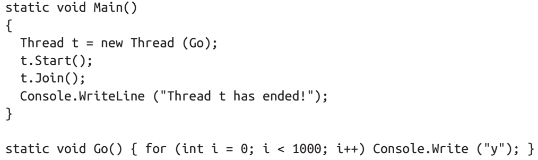 static void Main()
{
  Thread t = new Thread (Go);
  t.Start();
  t.Join();
  Console.WriteLine ("Thread t has ended!");
}

static void Go() { for (int i = 0; i < 1000; i++) Console.Write ("y"); }